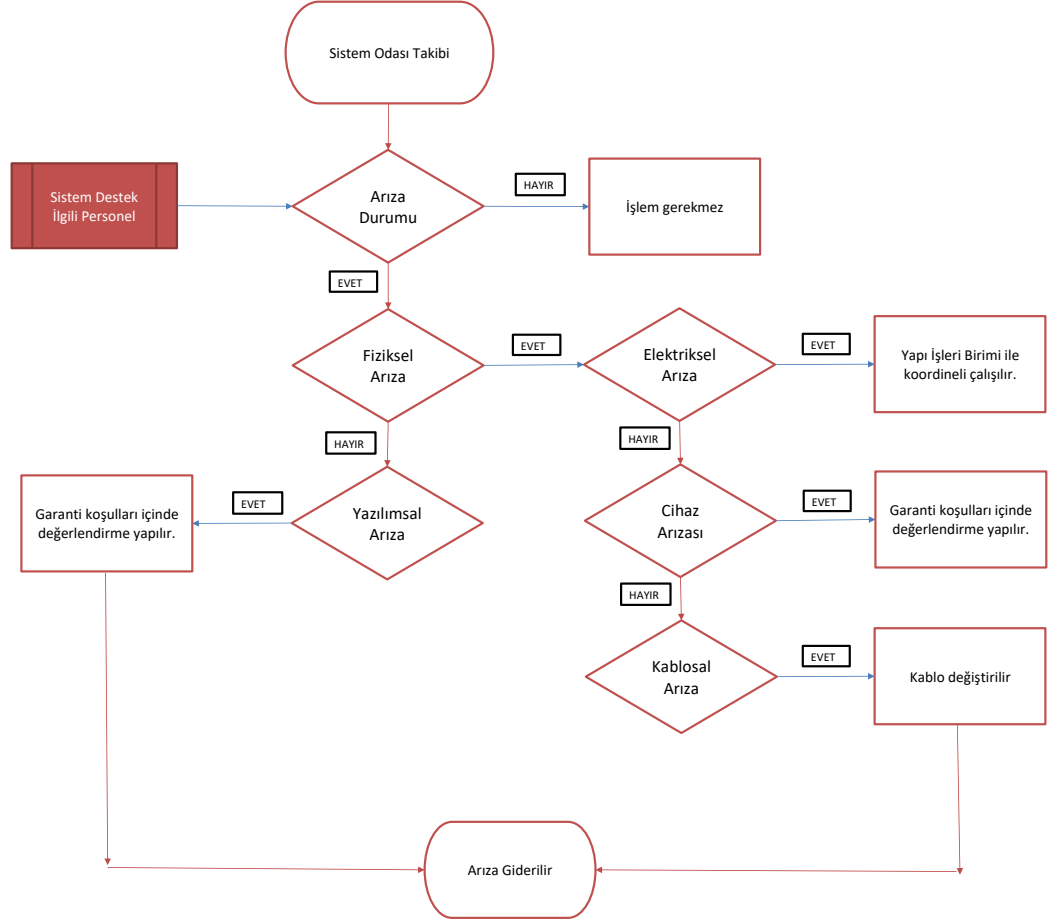 Sistem Odası Takibi
Sistem Destek
İlgili Personel
Arıza
Durumu
HAYIR
İşlem gerekmez
EVET
Fiziksel
Arıza
EVET
Elektriksel
Arıza
EVET
Yapı İşleri Birimi ile
koordineli çalışılır.
HAYIR
HAYIR
Garanti koşulları içinde
değerlendirme yapılır.
EVET
Yazılımsal
Arıza
Cihaz
Arızası
EVET
Garanti koşulları içinde
değerlendirme yapılır.
HAYIR
Kablosal
Arıza
EVET
Kablo değiştirilir
Arıza Giderilir